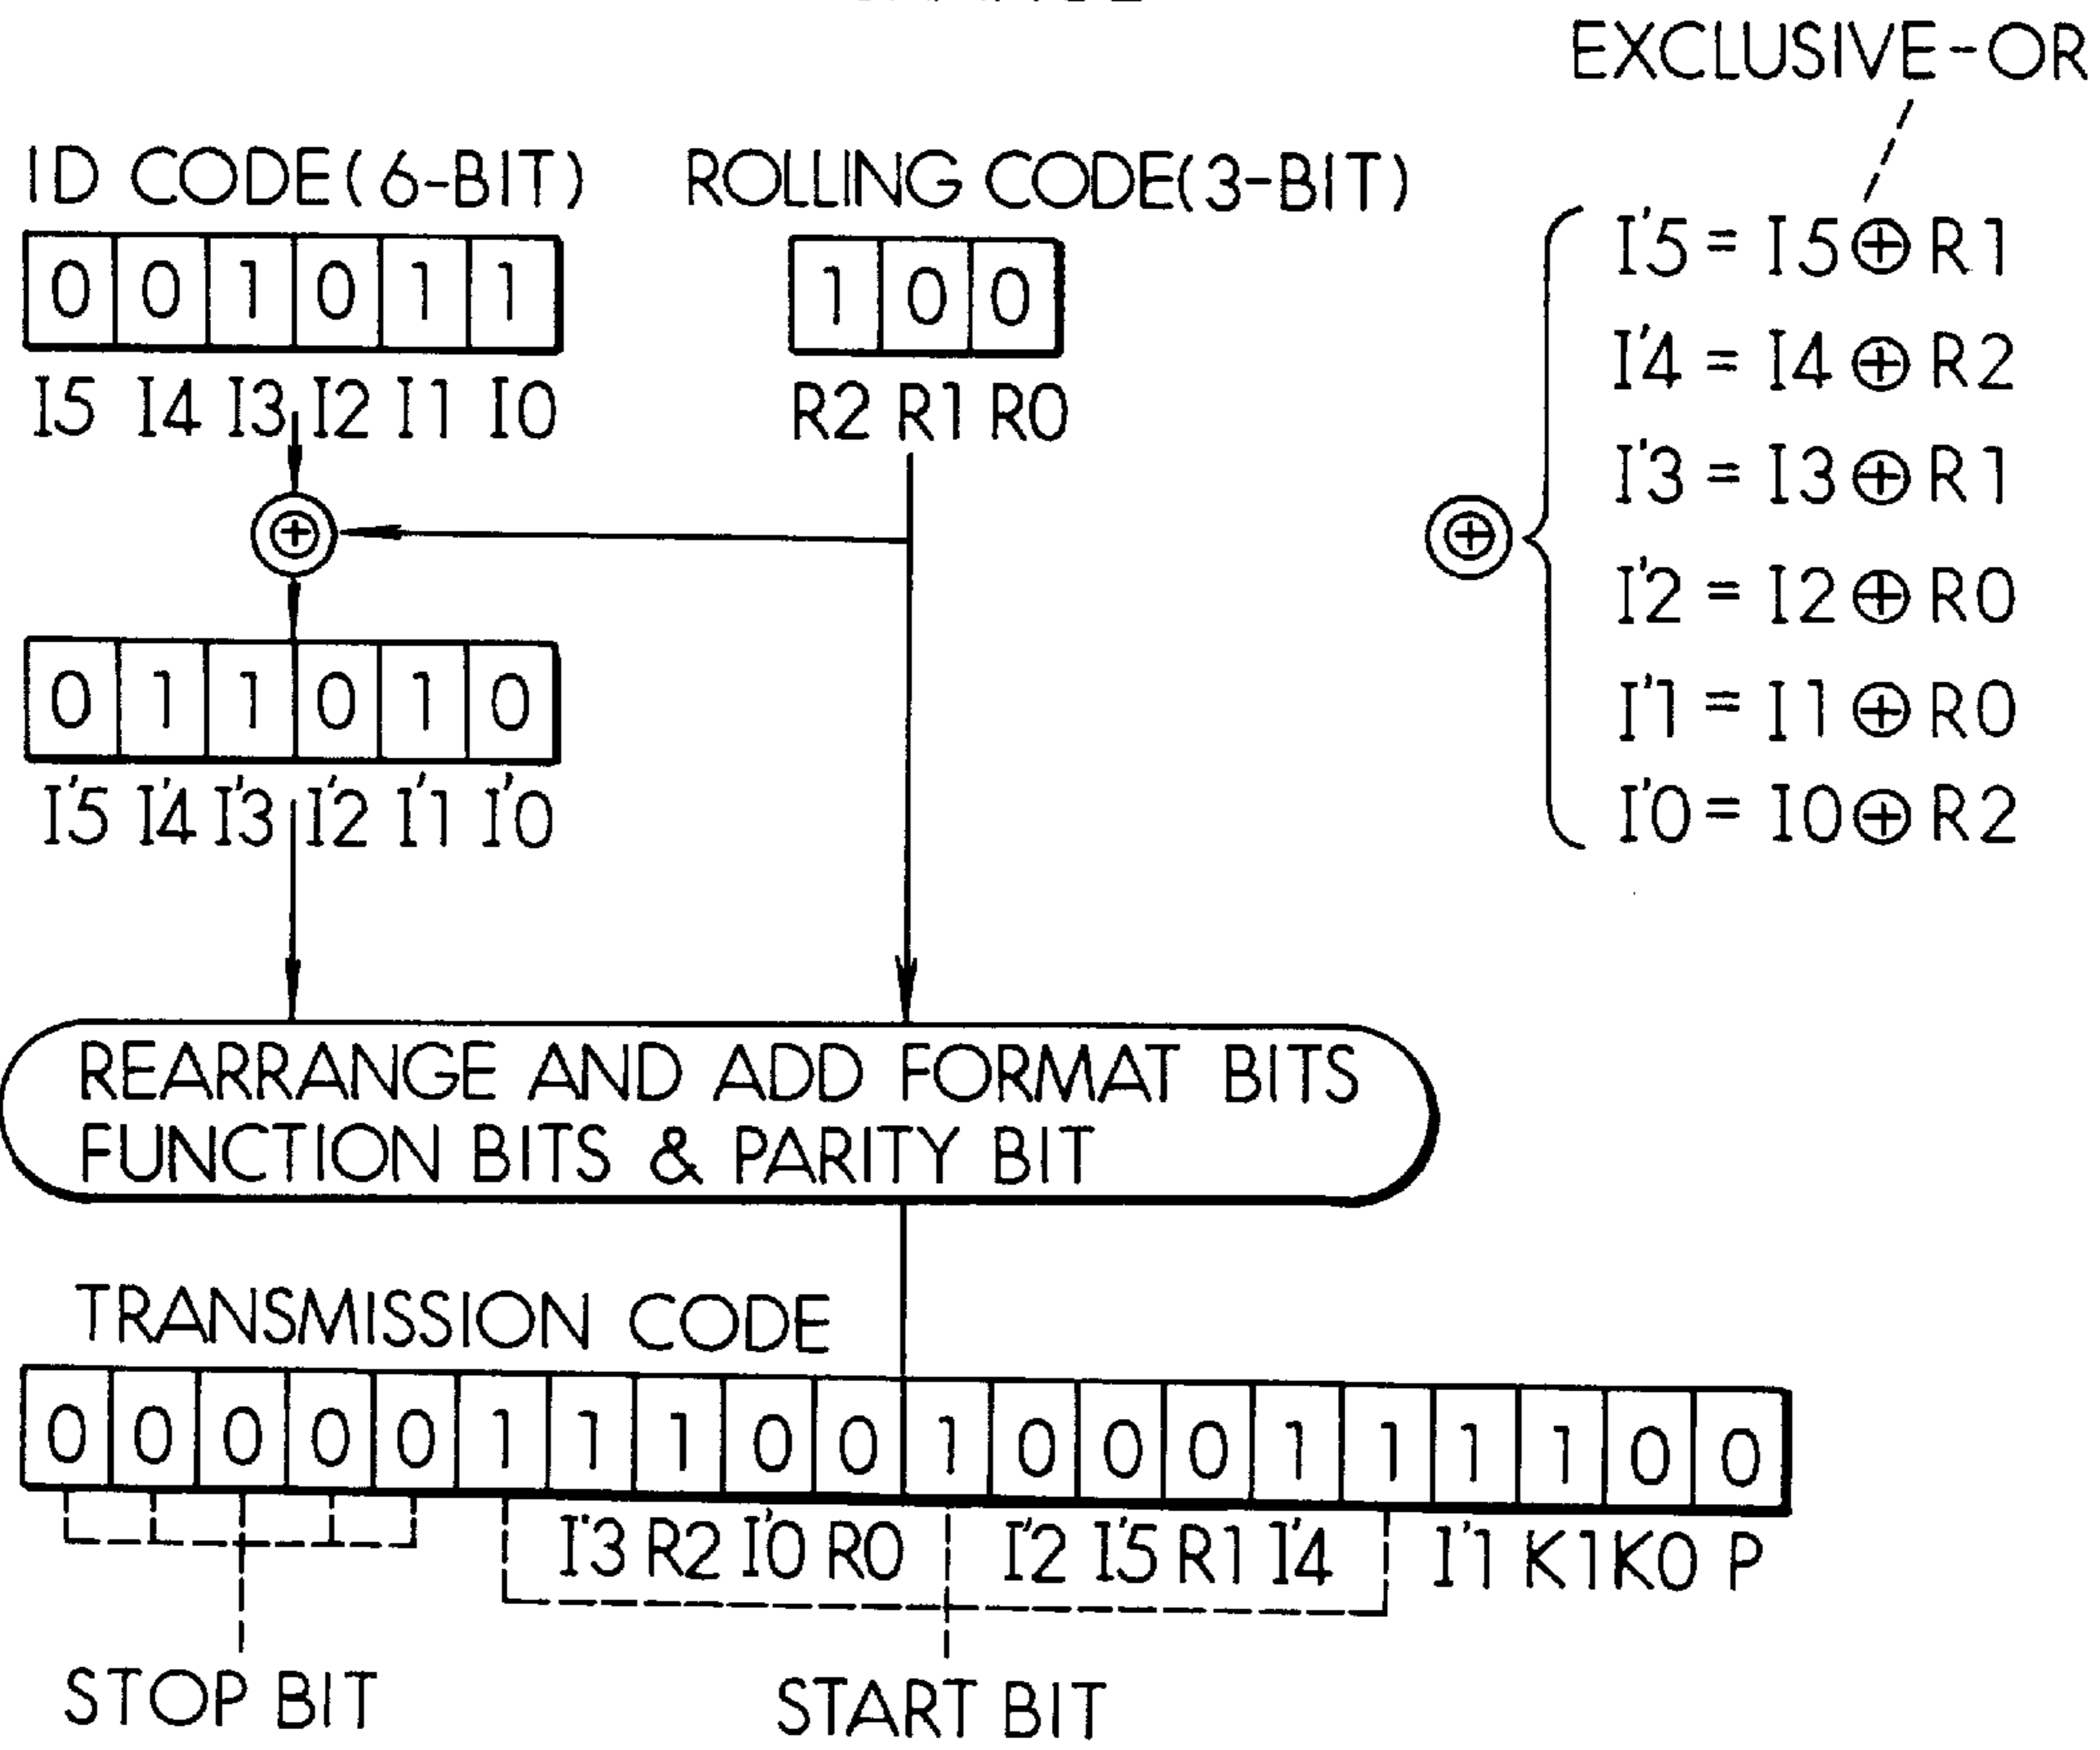 EXCLUSIVE-OR
ID CODE(6-BIT) ROLLING CODE(3-BIT)
0 0 1 0 1 1 1 0 0
I5 I4 I3 I2 I1 I0 R2 R1 R0
I'5 = I5 ⊕ R1
I'4 = I4 ⊕ R2
I'3 = I3 ⊕ R1
I'2 = I2 ⊕ R0
I'1 = I1 ⊕ R0
I'0 = I0 ⊕ R2
0 1 1 0 1 0
I'5 I'4 I'3 I'2 I'1 I'0
REARRANGE AND ADD FORMAT BITS
FUNCTION BITS & PARITY BIT
TRANSMISSION CODE
0 0 0 0 0 1 1 1 0 0 1 0 0 0 1 1 1 1 0 0
I'3 R2 I'0 R0 I'2 I'5 R1 I'4 I'1 K1 K0 P
STOP BIT START BIT